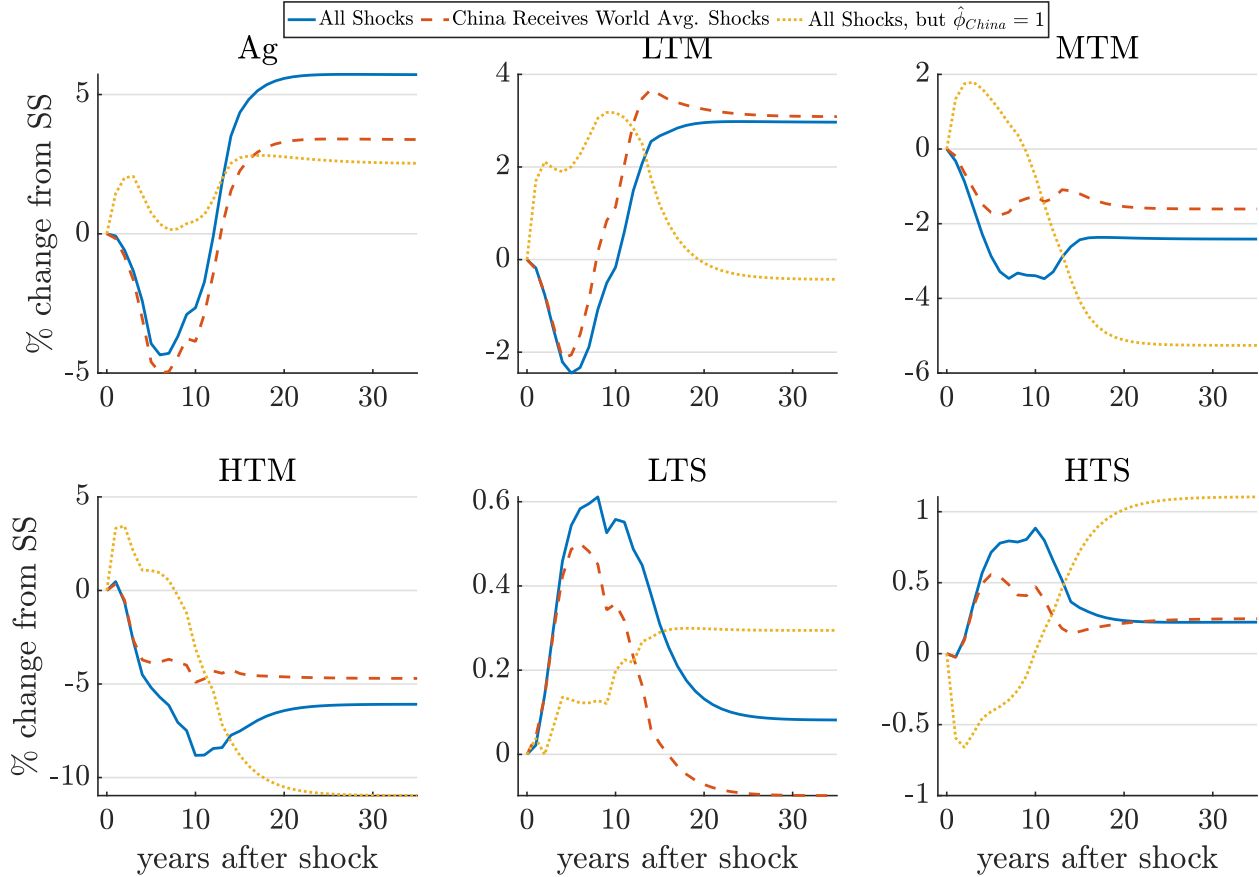 All Shocks China Receives World Avg. Shocks All Shocks, but $\hat{\phi}_{China} = 1$
Ag LTM MTM
% change from SS
5
0
-5
0 10 20 30
4
2
0
-2
0 10 20 30
2
0
-2
-4
-6
0 10 20 30
HTM LTS HTS
% change from SS
5
0
-5
-10
0 10 20 30
years after shock
0.6
0.4
0.2
0
0 10 20 30
years after shock
1
0.5
0
-0.5
-1
0 10 20 30
years after shock